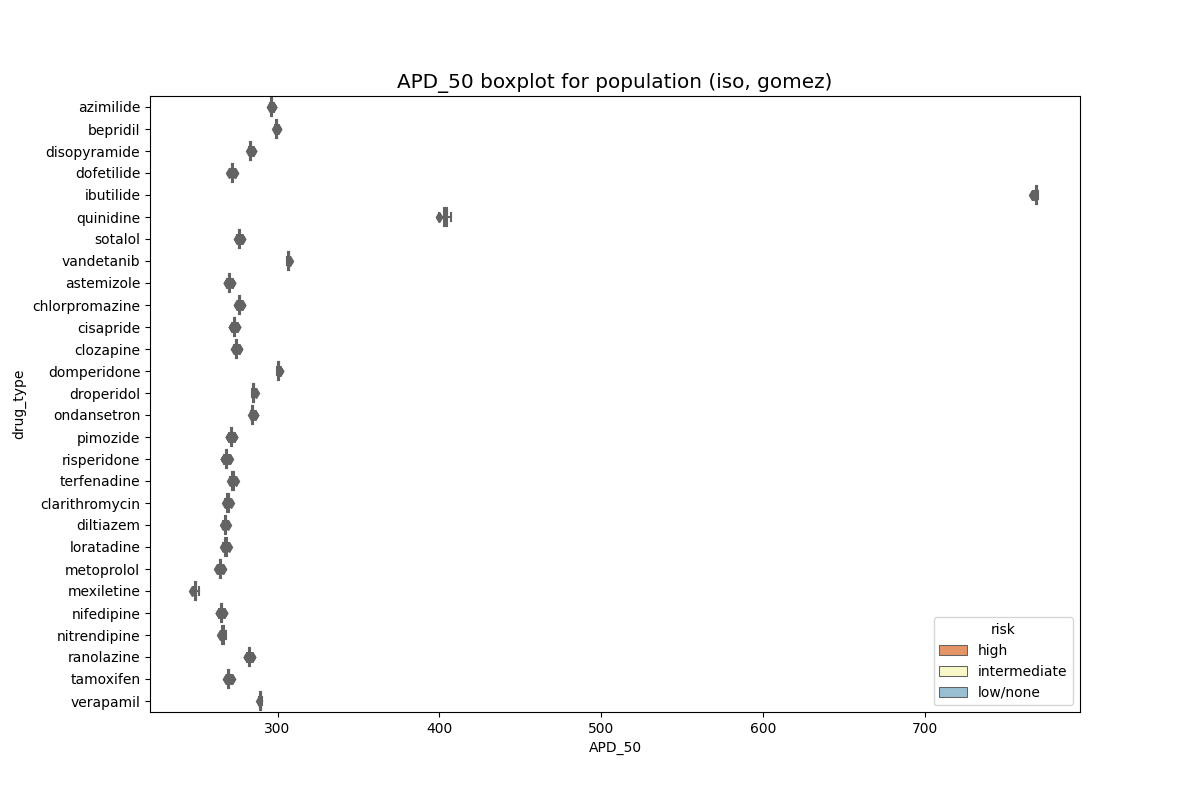 APD_50 boxplot for population (iso, gomez)
azimilide
bepridil
disopyramide
dofetilide
ibutilide
quinidine
sotalol
vandetanib
astemizole
chlorpromazine
cisapride
clozapine
domperidone
droperidol
ondansetron
pimozide
risperidone
terfenadine
clarithromycin
diltiazem
loratadine
metoprolol
mexiletine
nifedipine
nitrendipine
ranolazine
tamoxifen
verapamil
drug_type
risk
high
intermediate
low/none
300 400 500 600 700
APD_50